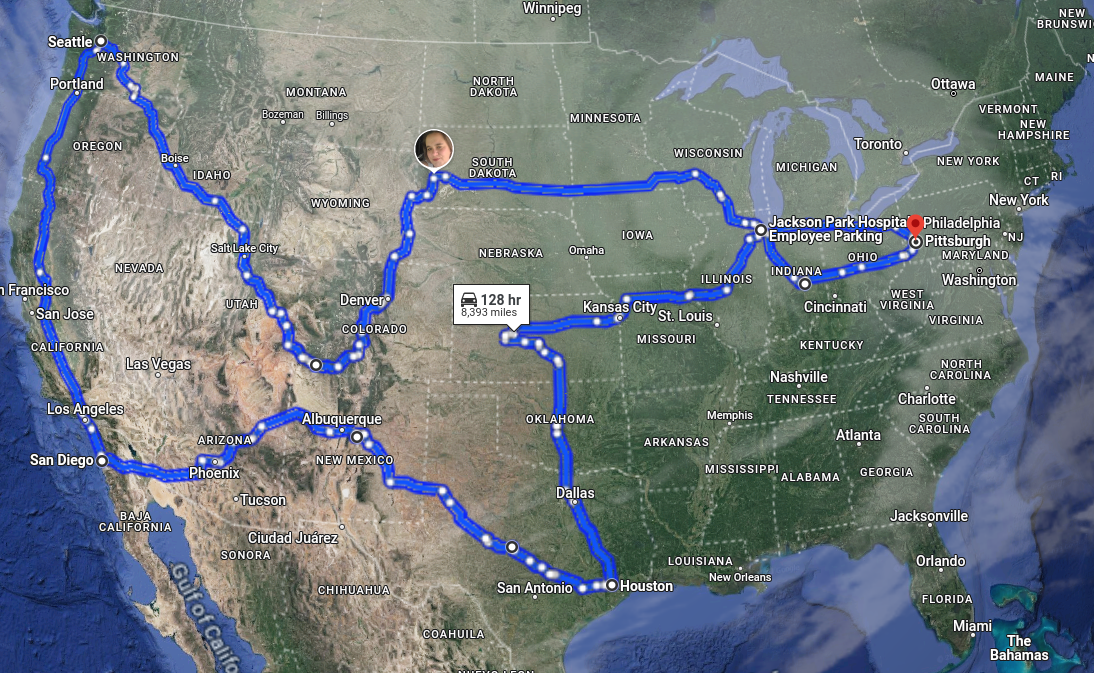 Winnipeg
NEW
BRUNSWI
Seattle
WASHINGTON
Portland
MONTANA
NORTH
DAKOTA
Ottawa
MAINE
Bozeman
Billings
MINNESOTA
VERMONT
NEW
HAMPSHIRE
OREGON
WISCONSIN
Toronto
Boise
IDAHO
SOUTH
DAKOTA
MICHIGAN
NEW YORK
CT
RI
WYOMING
New York
Jackson Park Hospita
Employee Parking
Philadelphia
Pittsburgh
NJ
IOWA
Salt Lake City
NEBRASKA
Omaha
OHIO
MARYLAND
NEVADA
INDIANA
ILLINOIS
Washington
n Francisco
UTAH
Denver
128 hr
8,393 miles
Kansas City
Cincinnati
WEST
VIRGINIA
San Jose
St. Louis
VIRGINIA
COLORADO
MISSOURI
CALIFORNIA
KENTUCKY
Las Vegas
NORTH
CAROLINA
Nashville
TENNESSEE
Charlotte
Los Angeles
Albuquerque
OKLAHOMA
Memphis
SOUTH
CAROLINA
ARIZONA
ARKANSAS
Atlanta
San Diego
NEW MEXICO
Phoenix
MISSISSIPPI
ALABAMA
GEORGIA
Dallas
Tucson
BAJA
CALIFORNIA
Jacksonville
Ciudad Juárez
SONORA
LOUISIANA
Orlando
New Orleans
CHIHUAHUA
San Antonio
Houston
FLORIDA
Gulf of Califo
Miami
COAHUILA
The
Bahamas
NUEVO LEON